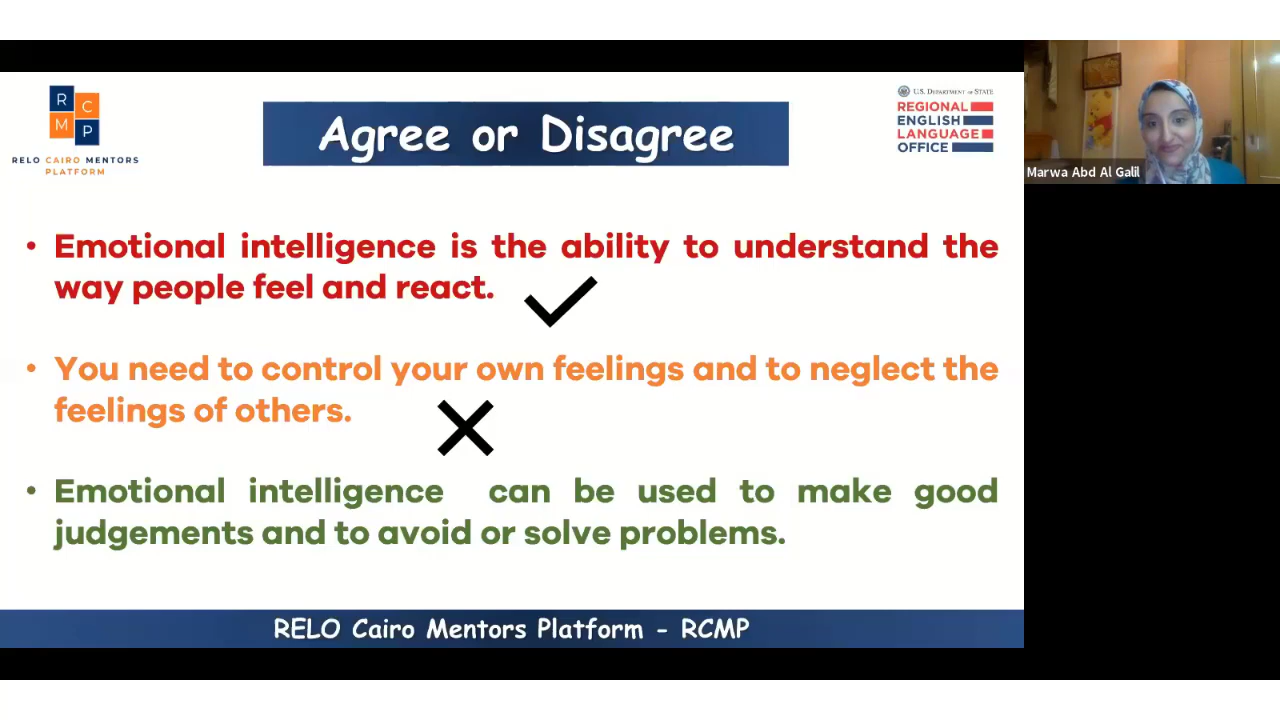 R C
M P
RELO CAIRO MENTORS
PLATFORM
Agree or Disagree
U.S. DEPARTMENT OF STATE
REGIONAL
ENGLISH
LANGUAGE
OFFICE
Marwa Abd Al Galil
• Emotional intelligence is the ability to understand the
way people feel and react.
• You need to control your own feelings and to neglect the
feelings of others.
• Emotional intelligence can be used to make good
judgements and to avoid or solve problems.
RELO Cairo Mentors Platform - RCMP